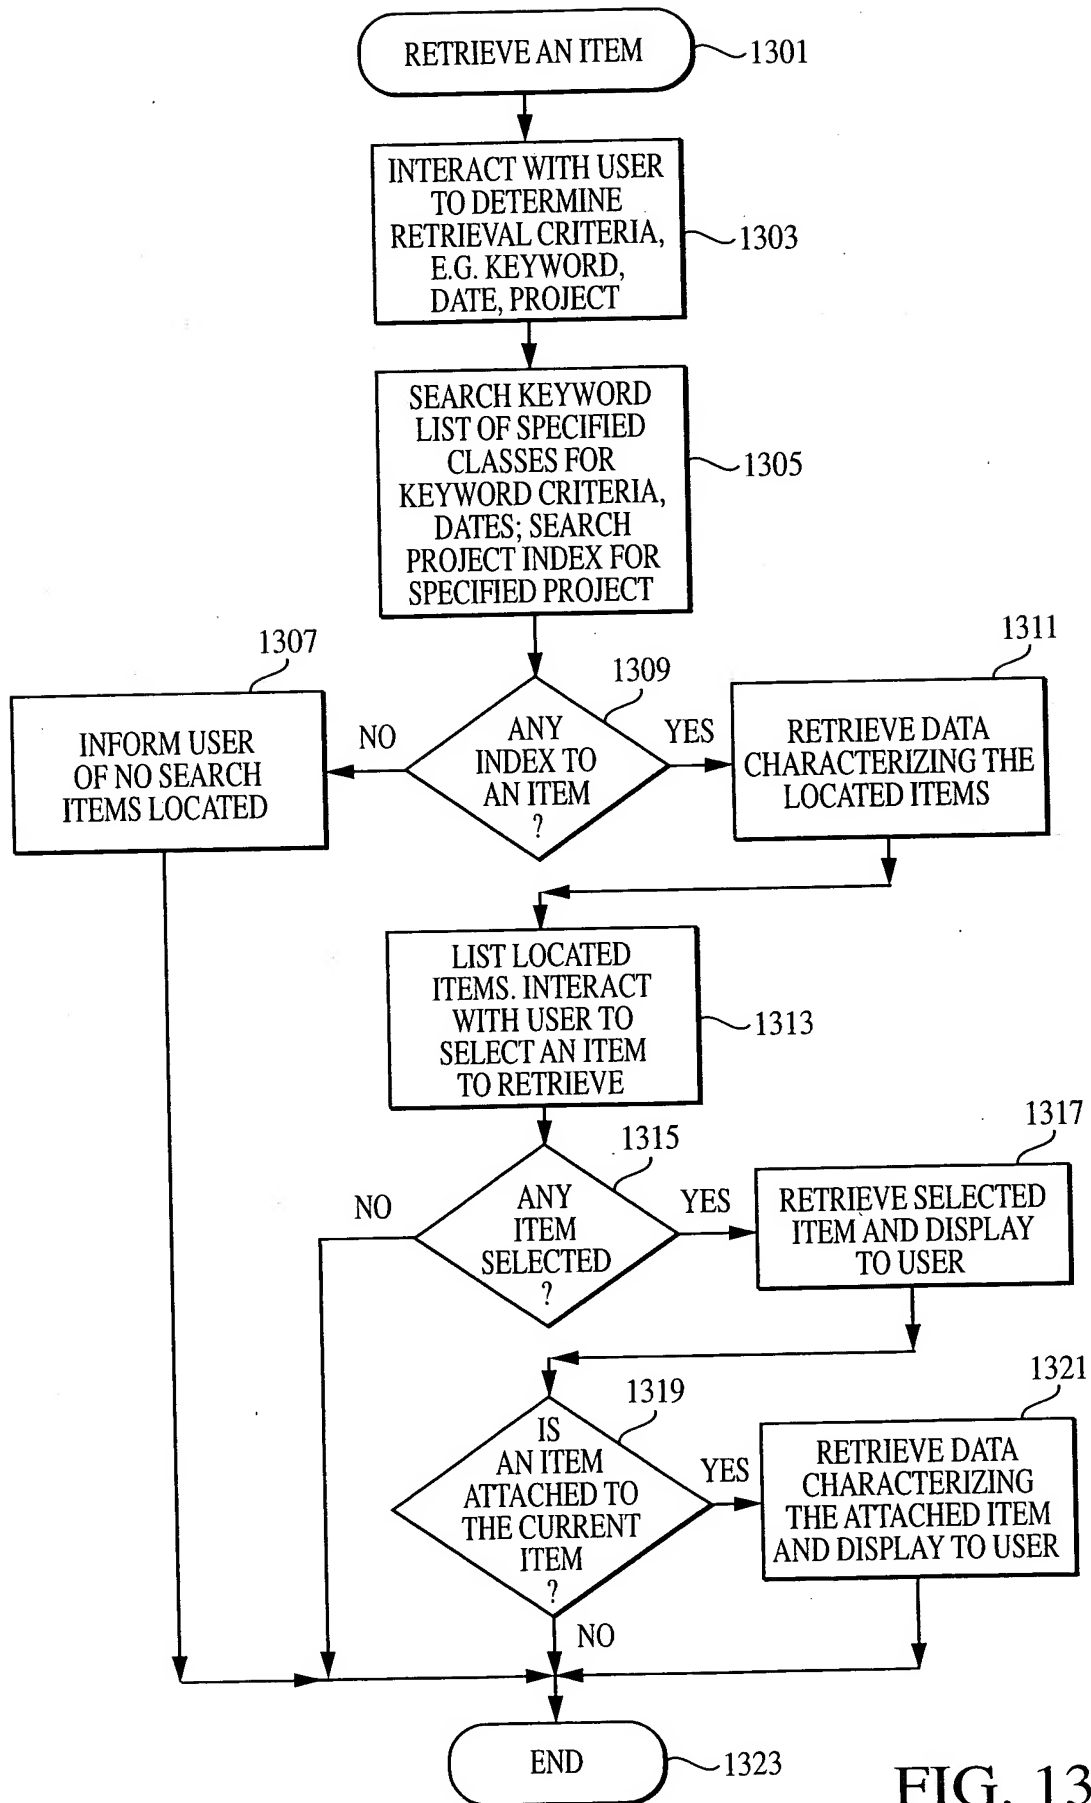 RETRIEVE AN ITEM
1301
INTERACT WITH USER
TO DETERMINE
RETRIEVAL CRITERIA,
E.G. KEYWORD,
DATE, PROJECT
1303
SEARCH KEYWORD
LIST OF SPECIFIED
CLASSES FOR
KEYWORD CRITERIA,
DATES; SEARCH
PROJECT INDEX FOR
SPECIFIED PROJECT
1305
1307
INFORM USER
OF NO SEARCH
ITEMS LOCATED
NO
1309
ANY
INDEX TO
AN ITEM
?
YES
1311
RETRIEVE DATA
CHARACTERIZING THE
LOCATED ITEMS
LIST LOCATED
ITEMS. INTERACT
WITH USER TO
SELECT AN ITEM
TO RETRIEVE
1313
NO
1315
ANY
ITEM
SELECTED
?
YES
1317
RETRIEVE SELECTED
ITEM AND DISPLAY
TO USER
1319
IS
AN ITEM
ATTACHED TO
THE CURRENT
ITEM
?
YES
1321
RETRIEVE DATA
CHARACTERIZING
THE ATTACHED ITEM
AND DISPLAY TO USER
NO
END
1323
FIG. 13